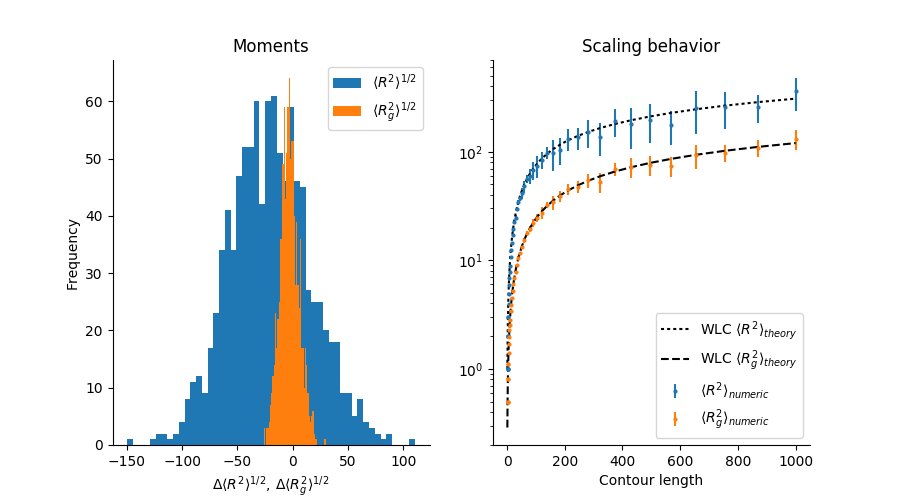 Moments
Frequency
60
50
40
30
20
10
0
−150 −100 −50 0 50 100
Δ⟨R²⟩^1/2, Δ⟨R_g²⟩^1/2
⟨R²⟩^1/2
⟨R_g²⟩^1/2
Scaling behavior
10²
10¹
10⁰
0 200 400 600 800 1000
Contour length
WLC ⟨R²⟩_theory
WLC ⟨R_g²⟩_theory
⟨R²⟩_numeric
⟨R_g²⟩_numeric